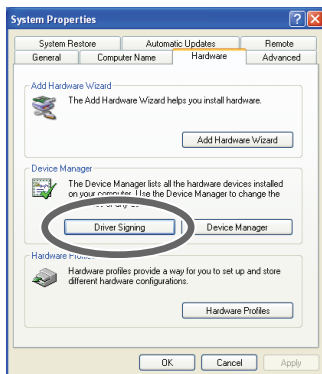 System Properties
System Restore Automatic Updates Remote
General Computer Name Hardware Advanced
Add Hardware Wizard
The Add Hardware Wizard helps you install hardware.
Add Hardware Wizard
Device Manager
The Device Manager lists all the hardware devices installed
on your computer. Use the Device Manager to change the
Driver Signing Device Manager
Hardware
Hardware profiles provide a way for you to set up and store
different hardware configurations.
Hardware Profiles
OK Cancel Apply